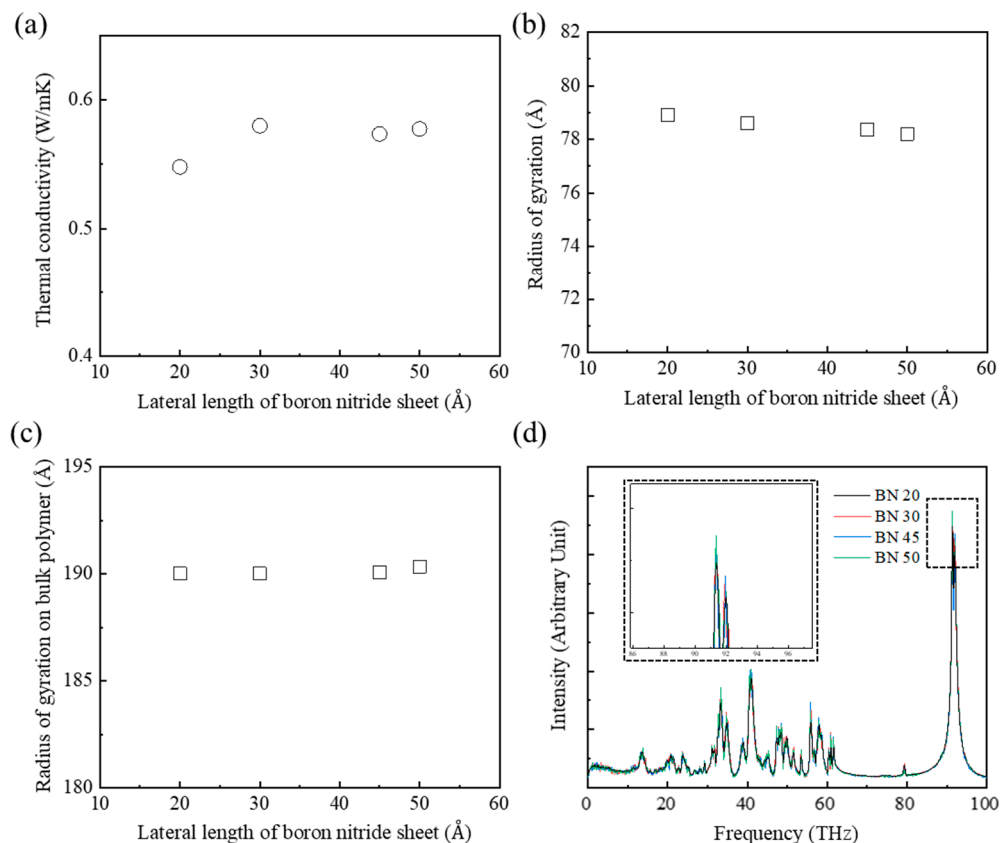 (a)
Thermal conductivity (W/mK)
0.6
0.5
0.4
10 20 30 40 50 60
Lateral length of boron nitride sheet (Å)
(b)
Radius of gyration (Å)
82
80
78
76
74
72
70
10 20 30 40 50 60
Lateral length of boron nitride sheet (Å)
(c)
Radius of gyration on bulk polymer (Å)
195
190
185
180
10 20 30 40 50 60
Lateral length of boron nitride sheet (Å)
(d)
Intensity (Arbitrary Unit)
BN 20
BN 30
BN 45
BN 50
86 88 90 92 94 96
0 20 40 60 80 100
Frequency (THz)